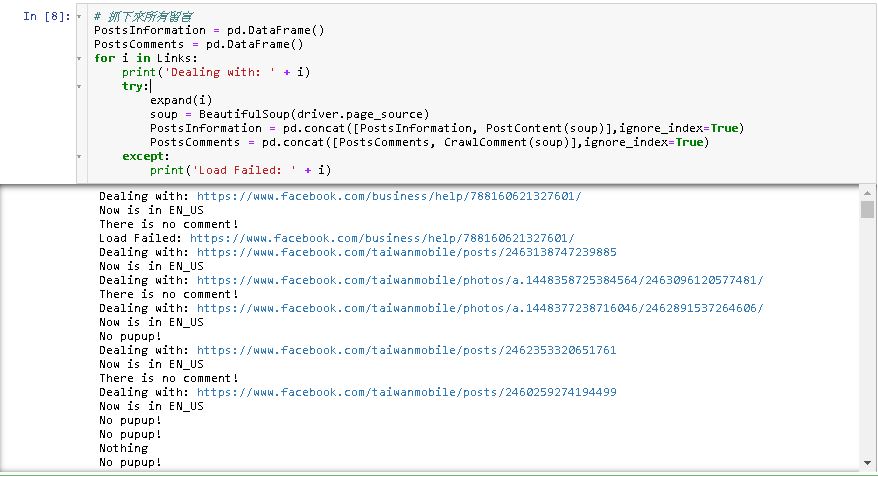 In [8]:
# 抓下來所有留言
PostsInformation = pd.DataFrame()
PostsComments = pd.DataFrame()
for i in Links:
    print('Dealing with: ' + i)
    try:
        expand(i)
        soup = BeautifulSoup(driver.page_source)
        PostsInformation = pd.concat([PostsInformation, PostContent(soup)],ignore_index=True)
        PostsComments = pd.concat([PostsComments, CrawlComment(soup)],ignore_index=True)
    except:
        print('Load Failed: ' + i)
Dealing with: https://www.facebook.com/business/help/788160621327601/
Now is in EN_US
There is no comment!
Load Failed: https://www.facebook.com/business/help/788160621327601/
Dealing with: https://www.facebook.com/taiwanmobile/posts/2463138747239885
Now is in EN_US
Dealing with: https://www.facebook.com/taiwanmobile/photos/a.1448358725384564/2463096120577481/
There is no comment!
Dealing with: https://www.facebook.com/taiwanmobile/photos/a.1448377238716046/2462891537264606/
Now is in EN_US
No pupup!
Dealing with: https://www.facebook.com/taiwanmobile/posts/2462353320651761
Now is in EN_US
There is no comment!
Dealing with: https://www.facebook.com/taiwanmobile/posts/2460259274194499
Now is in EN_US
No pupup!
No pupup!
Nothing
No pupup!